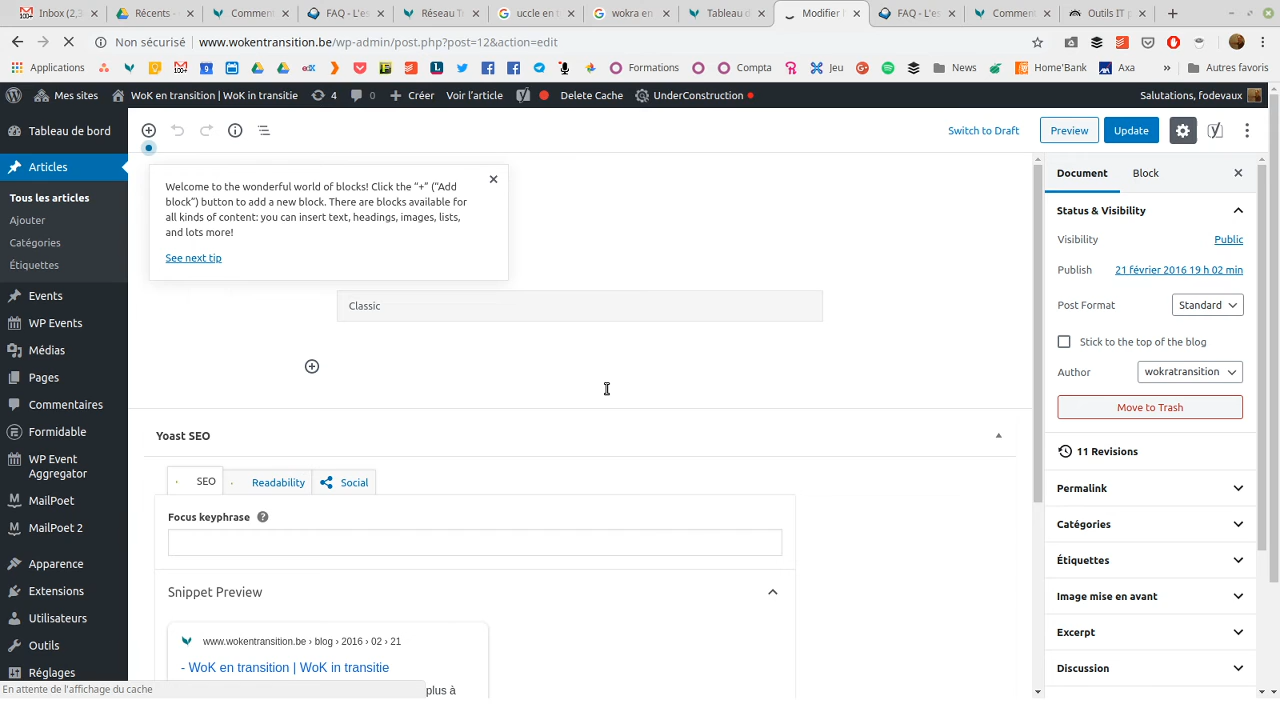 Inbox (2,3
Récents -
Comment
FAQ - L'es
Réseau T
uccle en t
wokra en
Tableau d
Modifier l
FAQ - L'es
Comment
Outils IT p
Non sécurisé www.wokentransition.be/wp-admin/post.php?post=12&action=edit
Applications
Formations
Compta
Jeu
News
Home'Bank
Axa
»
Autres favoris
Mes sites
WoK en transition | WoK in transitie
4
0
Créer
Voir l'article
Delete Cache
UnderConstruction
Salutations, fodevaux
Tableau de bord
Articles
Tous les articles
Ajouter
Catégories
Étiquettes
Events
WP Events
Médias
Pages
Commentaires
Formidable
WP Event
Aggregator
MailPoet
MailPoet 2
Apparence
Extensions
Utilisateurs
Outils
Réglages
Switch to Draft
Preview
Update
Welcome to the wonderful world of blocks! Click the “+” (“Add
block”) button to add a new block. There are blocks available for
all kinds of content: you can insert text, headings, images, lists,
and lots more!
See next tip
Classic
Yoast SEO
SEO
Readability
Social
Focus keyphrase
Snippet Preview
www.wokentransition.be › blog › 2016 › 02 › 21
- WoK en transition | WoK in transitie
plus à
En attente de l'affichage du cache
Document
Block
Status & Visibility
Visibility
Public
Publish
21 février 2016 19 h 02 min
Post Format
Standard
Stick to the top of the blog
Author
wokratransition
Move to Trash
11 Revisions
Permalink
Catégories
Étiquettes
Image mise en avant
Excerpt
Discussion